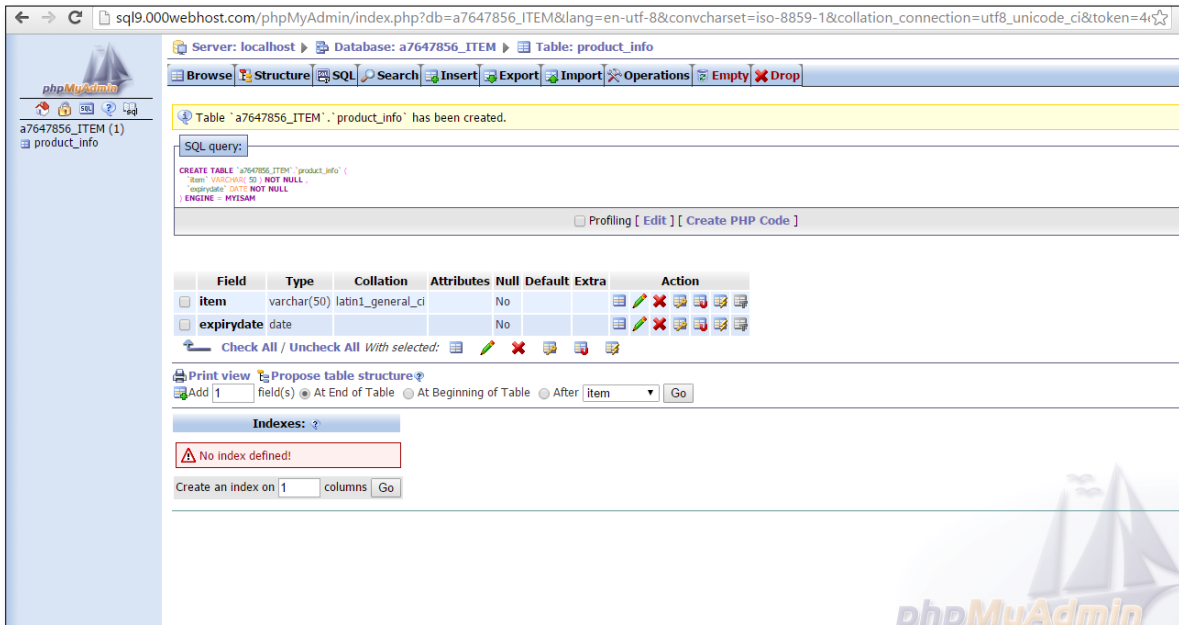 sql9.000webhost.com/phpMyAdmin/index.php?db=a7647856_ITEM&lang=en-utf-8&convcharset=iso-8859-1&collation_connection=utf8_unicode_ci&token=4
phpMyAdmin
a7647856_ITEM (1)
product_info
Server: localhost Database: a7647856_ITEM Table: product_info
Browse Structure SQL Search Insert Export Import Operations Empty Drop
Table `a7647856_ITEM`.`product_info` has been created.
SQL query:
CREATE TABLE `a7647856_ITEM`.`product_info` (
`item` VARCHAR( 50 ) NOT NULL ,
`expirydate` DATE NOT NULL
) ENGINE = MYISAM
Profiling [ Edit ] [ Create PHP Code ]
Field Type Collation Attributes Null Default Extra Action
item varchar(50) latin1_general_ci No
expirydate date No
Check All / Uncheck All With selected:
Print view Propose table structure
Add 1 field(s) At End of Table At Beginning of Table After item Go
Indexes:
No index defined!
Create an index on 1 columns Go
phpMyAdmin